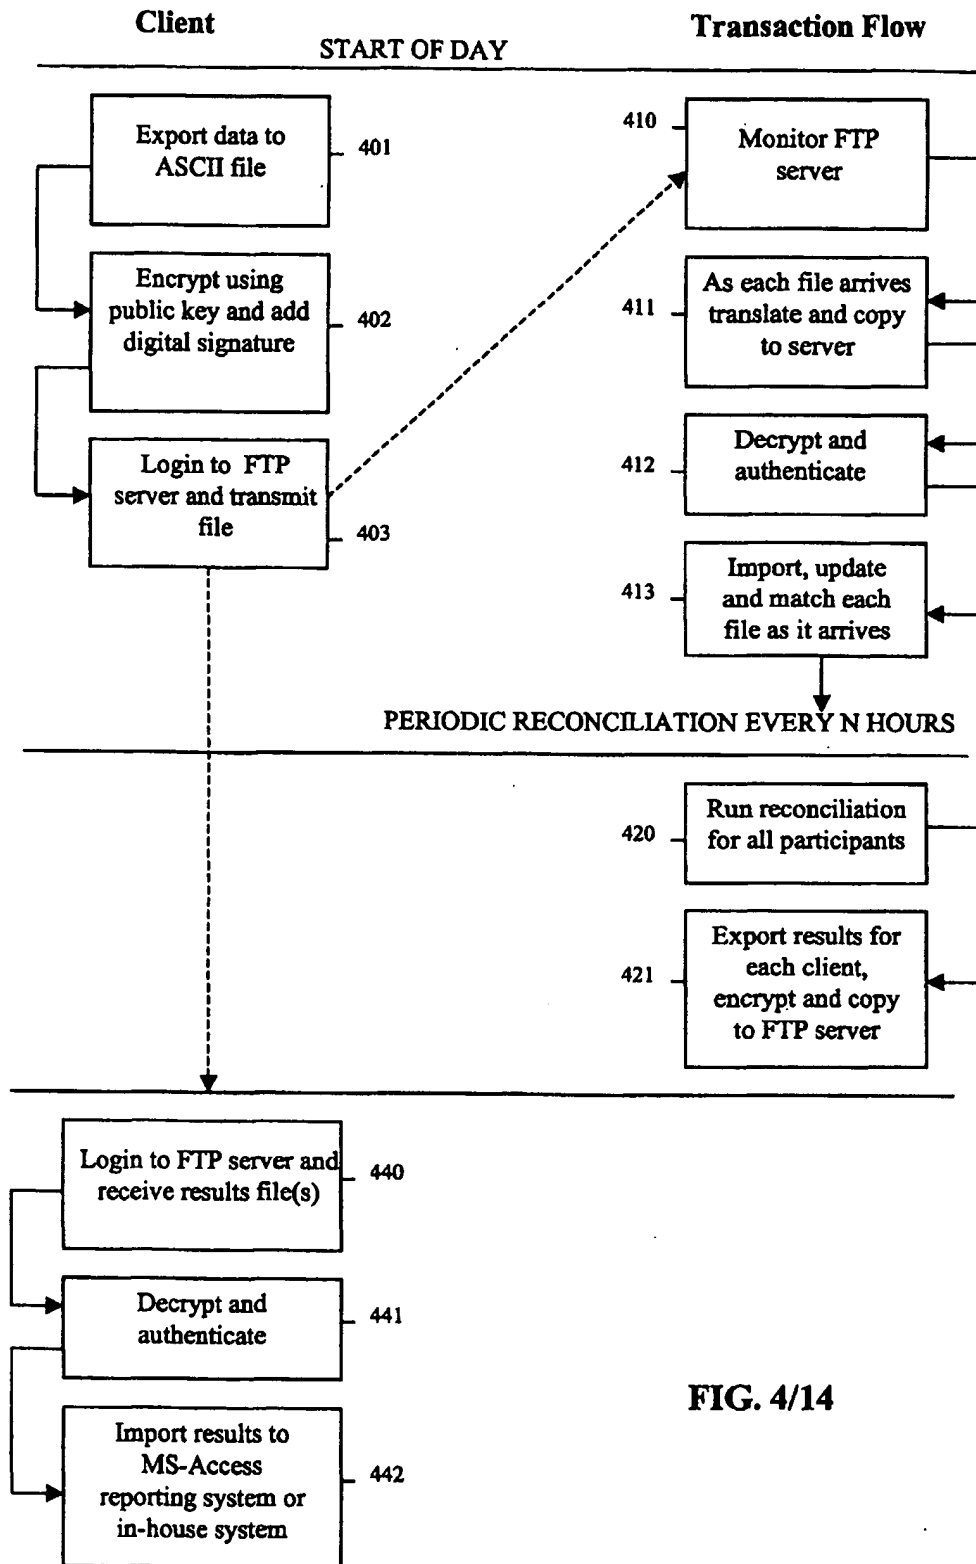 Client
Transaction Flow
START OF DAY
Export data to
ASCII file
401
Encrypt using
public key and add
digital signature
402
Login to FTP
server and transmit
file
403
410
Monitor FTP
server
411
As each file arrives
translate and copy
to server
412
Decrypt and
authenticate
413
Import, update
and match each
file as it arrives
PERIODIC RECONCILIATION EVERY N HOURS
420
Run reconciliation
for all participants
421
Export results for
each client,
encrypt and copy
to FTP server
Login to FTP server and
receive results file(s)
440
Decrypt and
authenticate
441
Import results to
MS-Access
reporting system or
in-house system
442
FIG. 4/14